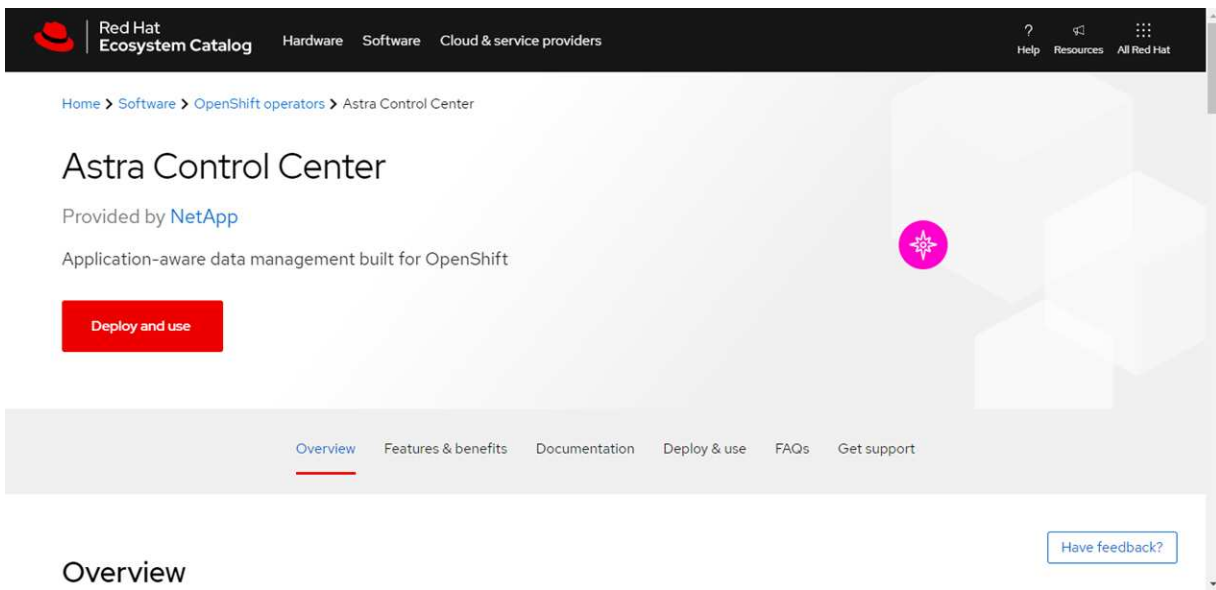 Red Hat
Ecosystem Catalog
Hardware Software Cloud & service providers
? Help Resources All Red Hat
Home > Software > OpenShift operators > Astra Control Center
Astra Control Center
Provided by NetApp
Application-aware data management built for OpenShift
Deploy and use
Overview Features & benefits Documentation Deploy & use FAQs Get support
Have feedback?
Overview